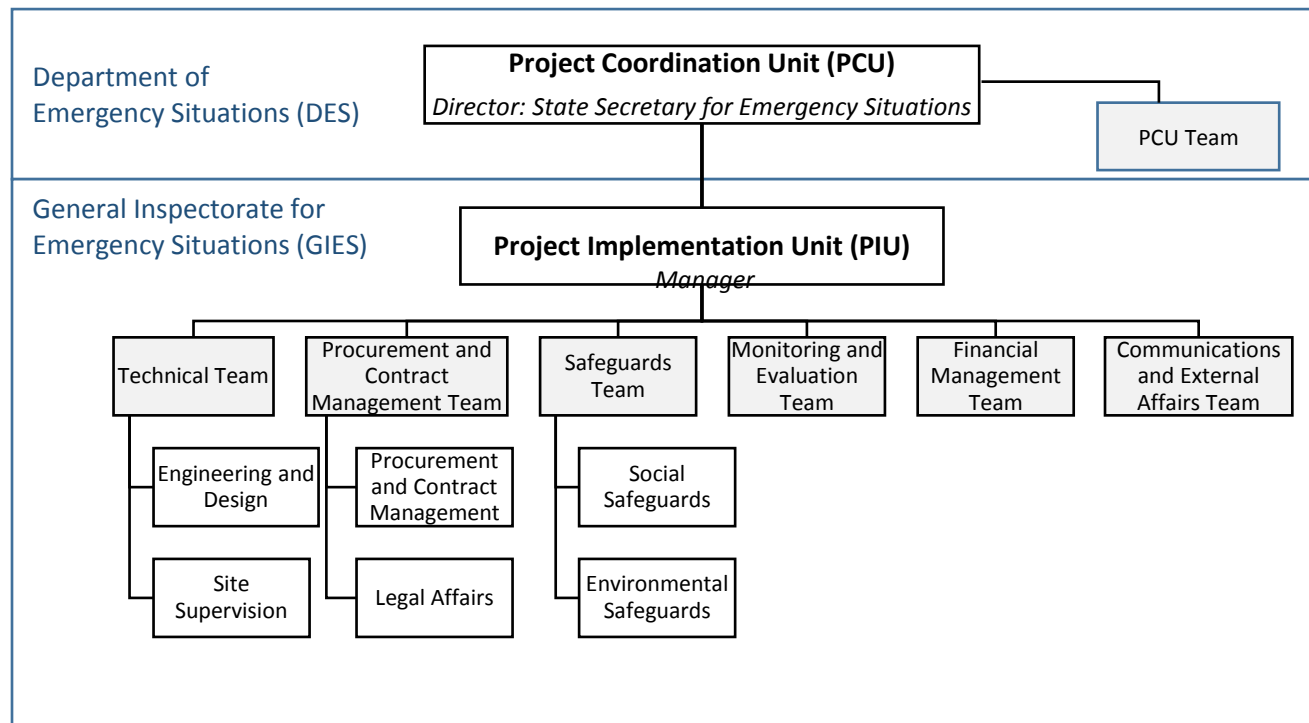 Department of
Emergency Situations (DES)
Project Coordination Unit (PCU)
Director: State Secretary for Emergency Situations
PCU Team
General Inspectorate for
Emergency Situations (GIES)
Project Implementation Unit (PIU)
Manager
Technical Team
Procurement and
Contract
Management Team
Safeguards
Team
Monitoring and
Evaluation
Team
Financial
Management
Team
Communications
and External
Affairs Team
Engineering and
Design
Procurement
and Contract
Management
Social
Safeguards
Site
Supervision
Legal Affairs
Environmental
Safeguards